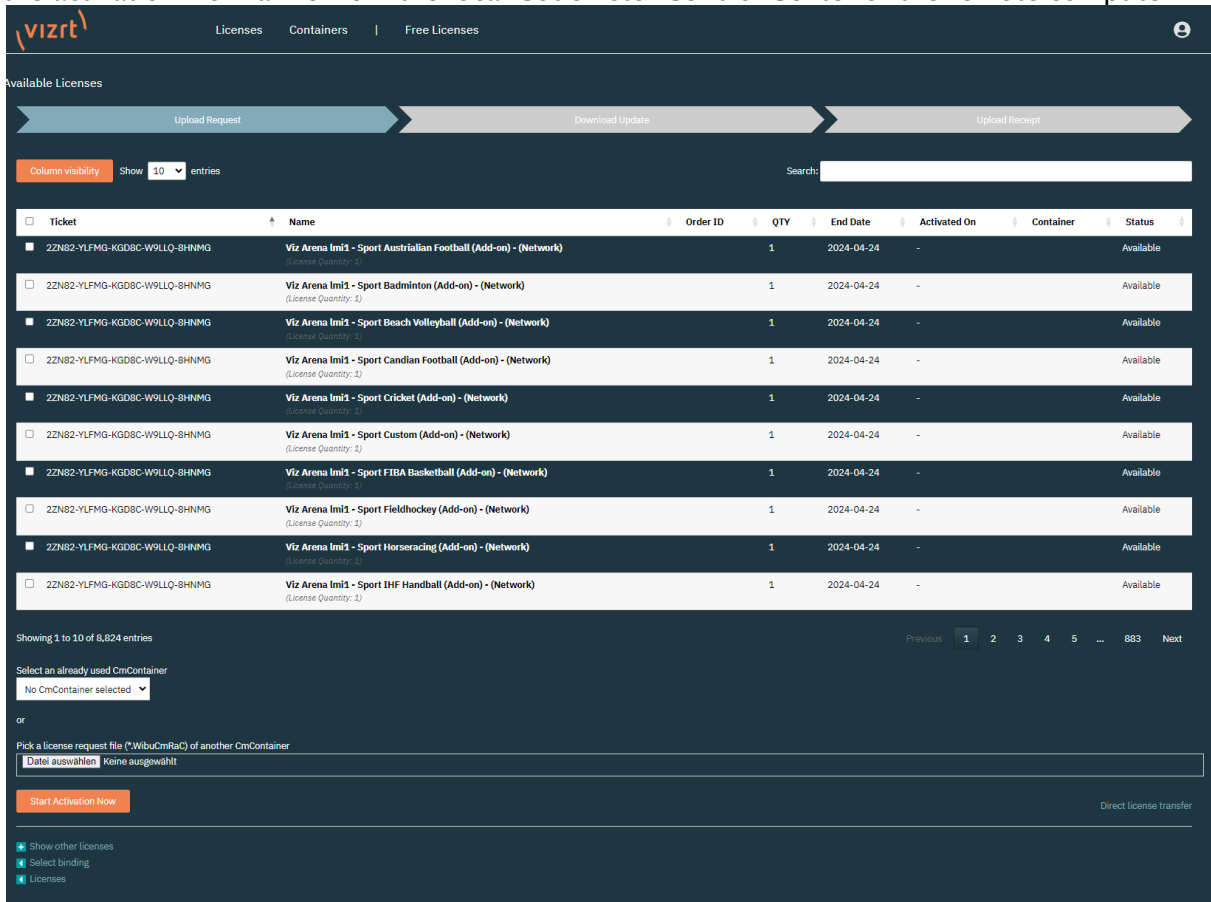 vizrt
Licenses Containers | Free Licenses
Available Licenses
Upload Request Download Update Upload Receipt
Column visibility Show 10 entries Search:
Ticket Name Order ID QTY End Date Activated On Container Status
2ZN82-YLFMG-KGD8C-W9LLQ-8HNMG Viz Arena lmi1 - Sport Austrialian Football (Add-on) - (Network) 1 2024-04-24 - Available
(License Quantity: 1)
2ZN82-YLFMG-KGD8C-W9LLQ-8HNMG Viz Arena lmi1 - Sport Badminton (Add-on) - (Network) 1 2024-04-24 - Available
(License Quantity: 1)
2ZN82-YLFMG-KGD8C-W9LLQ-8HNMG Viz Arena lmi1 - Sport Beach Volleyball (Add-on) - (Network) 1 2024-04-24 - Available
(License Quantity: 1)
2ZN82-YLFMG-KGD8C-W9LLQ-8HNMG Viz Arena lmi1 - Sport Candian Football (Add-on) - (Network) 1 2024-04-24 - Available
(License Quantity: 1)
2ZN82-YLFMG-KGD8C-W9LLQ-8HNMG Viz Arena lmi1 - Sport Cricket (Add-on) - (Network) 1 2024-04-24 - Available
(License Quantity: 1)
2ZN82-YLFMG-KGD8C-W9LLQ-8HNMG Viz Arena lmi1 - Sport Custom (Add-on) - (Network) 1 2024-04-24 - Available
(License Quantity: 1)
2ZN82-YLFMG-KGD8C-W9LLQ-8HNMG Viz Arena lmi1 - Sport FIBA Basketball (Add-on) - (Network) 1 2024-04-24 - Available
(License Quantity: 1)
2ZN82-YLFMG-KGD8C-W9LLQ-8HNMG Viz Arena lmi1 - Sport Fieldhockey (Add-on) - (Network) 1 2024-04-24 - Available
(License Quantity: 1)
2ZN82-YLFMG-KGD8C-W9LLQ-8HNMG Viz Arena lmi1 - Sport Horseracing (Add-on) - (Network) 1 2024-04-24 - Available
(License Quantity: 1)
2ZN82-YLFMG-KGD8C-W9LLQ-8HNMG Viz Arena lmi1 - Sport IHF Handball (Add-on) - (Network) 1 2024-04-24 - Available
(License Quantity: 1)
Showing 1 to 10 of 8,824 entries Previous 1 2 3 4 5 ... 883 Next
Select an already used CmContainer
No CmContainer selected
or
Pick a license request file (*.WibuCmRaC) of another CmContainer
Datei auswählen Keine ausgewählt
Start Activation Now Direct license transfer
Show other licenses
Select binding
Licenses